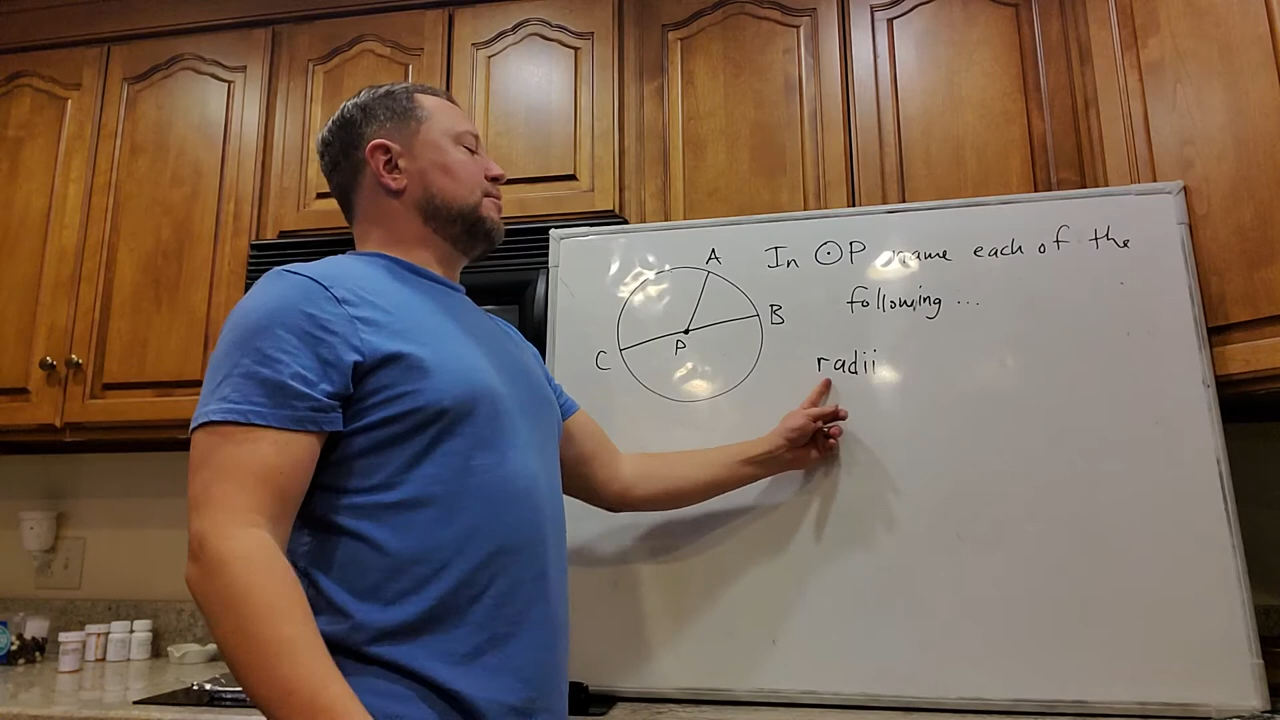 A In ⊙P name each of the
B following ...
C P radii